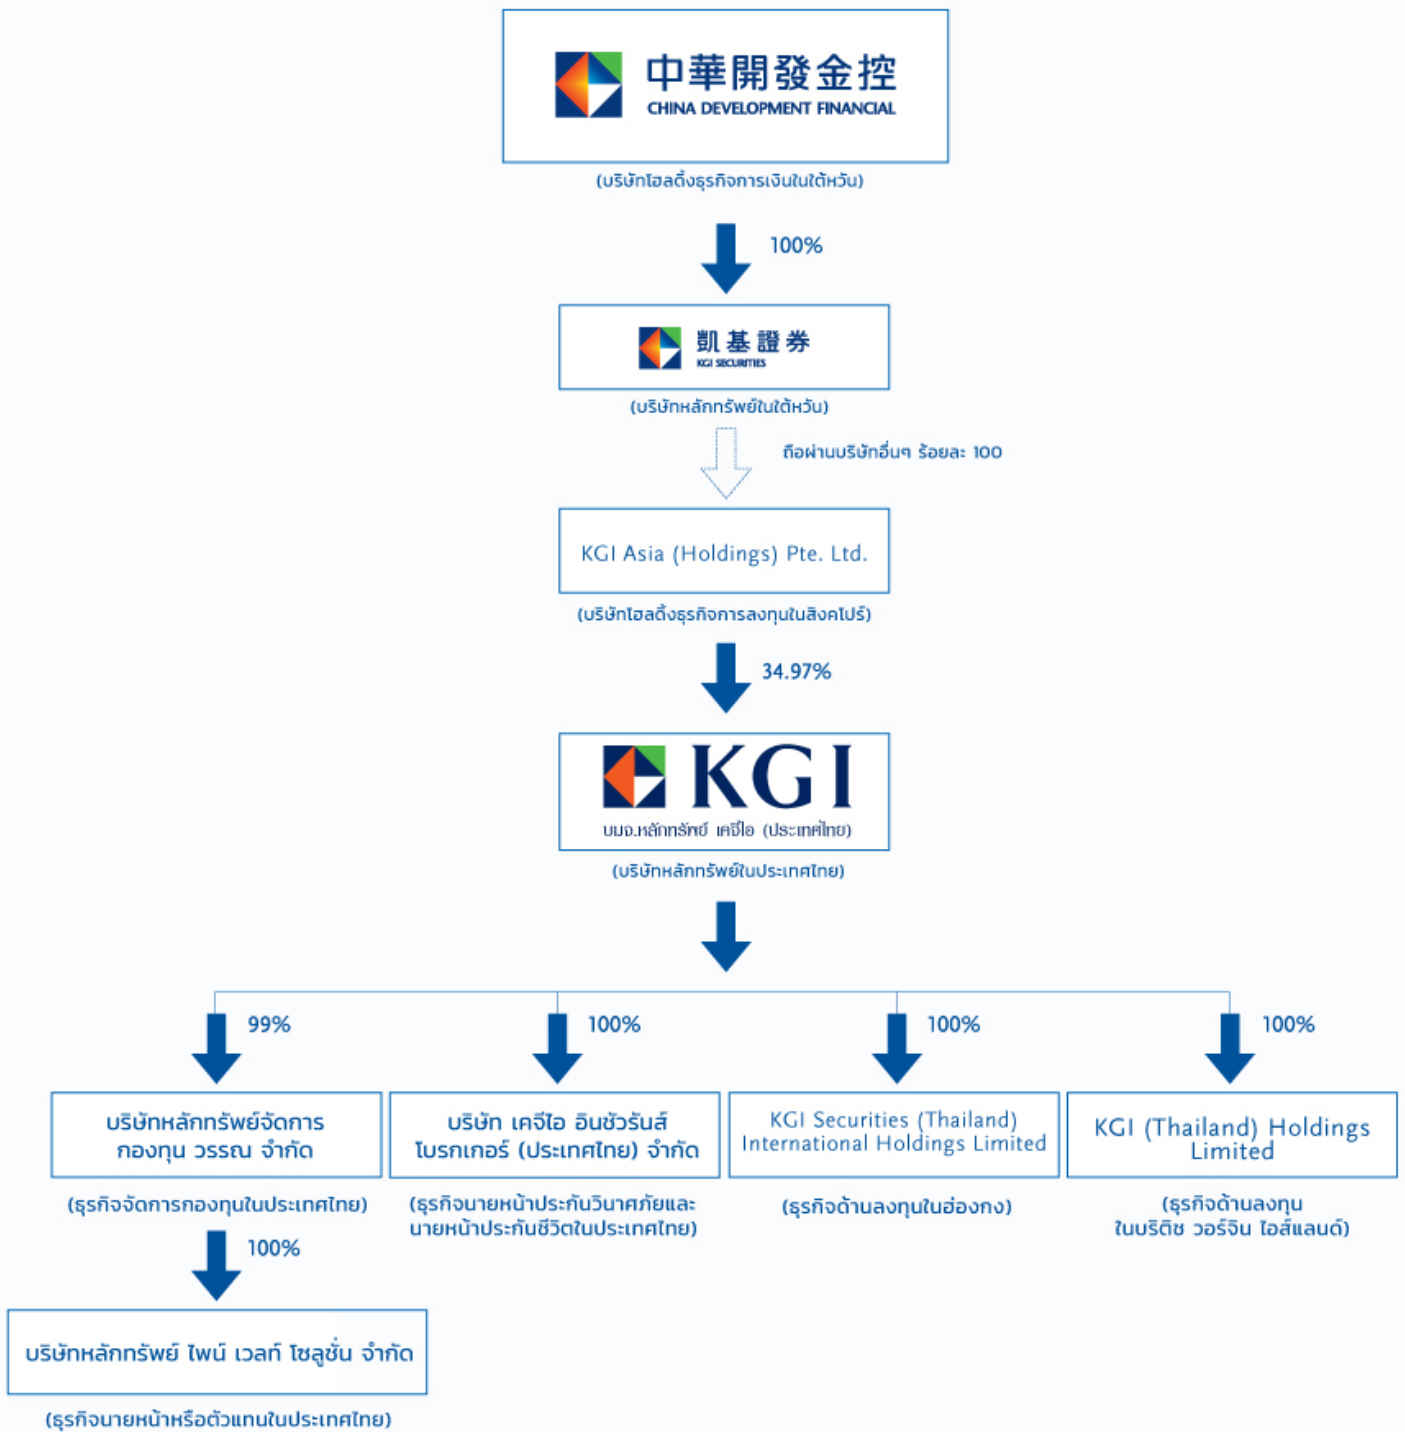 中華開發金控
CHINA DEVELOPMENT FINANCIAL
(บริษัทโฮลดิ้งธุรกิจการเงินในใต้หวัน)
100%
凱基證券
KGI SECURITIES
(บริษัทหลักทรัพย์ในใต้หวัน)
ถือผ่านบริษัทอื่นๆ ร้อยละ 100
KGI Asia (Holdings) Pte. Ltd.
(บริษัทโฮลดิ้งธุรกิจการลงทุนในสิงคโปร์)
34.97%
KGI
บมจ.หลักทรัพย์ เคจีไอ (ประเทศไทย)
(บริษัทหลักทรัพย์ในประเทศไทย)
99%
100%
100%
100%
บริษัทหลักทรัพย์จัดการ
กองทุน วรรณ จำกัด
บริษัท เคจีไอ อินชัวรันส์
โบรกเกอร์ (ประเทศไทย) จำกัด
KGI Securities (Thailand)
International Holdings Limited
KGI (Thailand) Holdings
Limited
(ธุรกิจจัดการกองทุนในประเทศไทย)
(ธุรกิจนายหน้าประกันวินาศภัยและ
นายหน้าประกันชีวิตในประเทศไทย)
(ธุรกิจด้านลงทุนในฮ่องกง)
(ธุรกิจด้านลงทุน
ในบริติช วอร์จิน ไอส์แลนด์)
100%
บริษัทหลักทรัพย์ ไพน์ เวลท์ โซลูชั่น จำกัด
(ธุรกิจนายหน้าหรือตัวแทนในประเทศไทย)